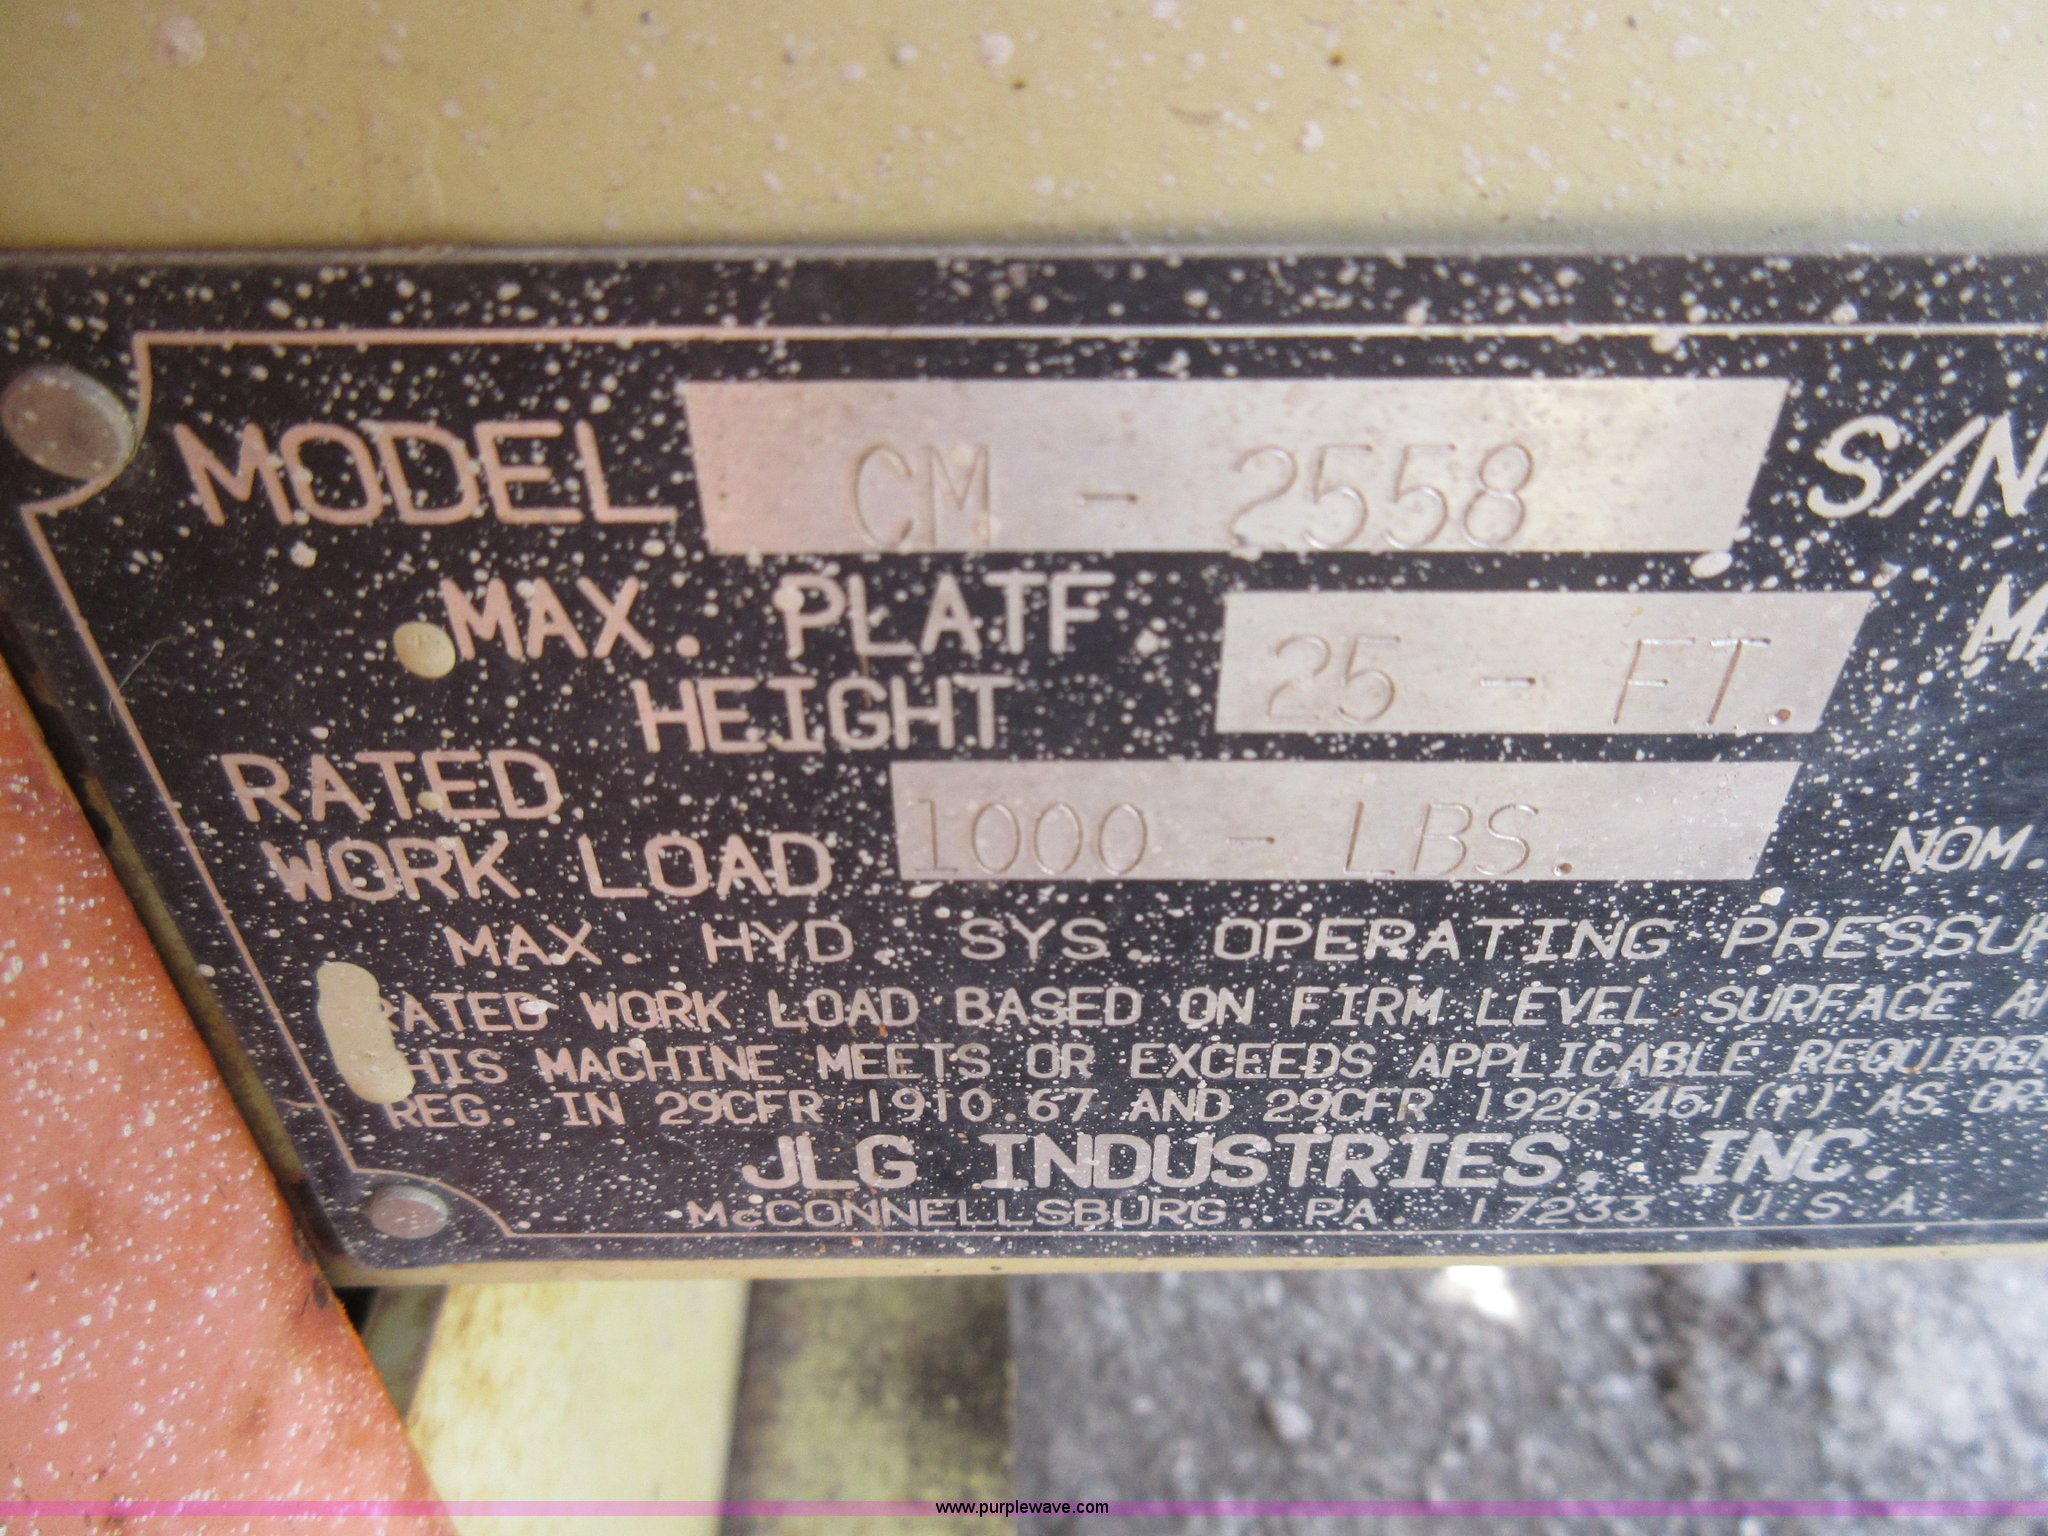 MODEL CM - 2558 S/N
MAX. PLATF
HEIGHT 25 - FT.
RATED
WORK LOAD 1000 - LBS. NOM.
MAX. HYD. SYS. OPERATING PRESSUR
RATED WORK LOAD BASED ON FIRM LEVEL SURFACE
THIS MACHINE MEETS OR EXCEEDS APPLICABLE REQUIREM
REG. IN 29CFR 1910.67 AND 29CFR 1926.451(f) AS
JLG INDUSTRIES, INC.
McCONNELLSBURG, PA. 17233 U.S.A.
www.purplewave.com